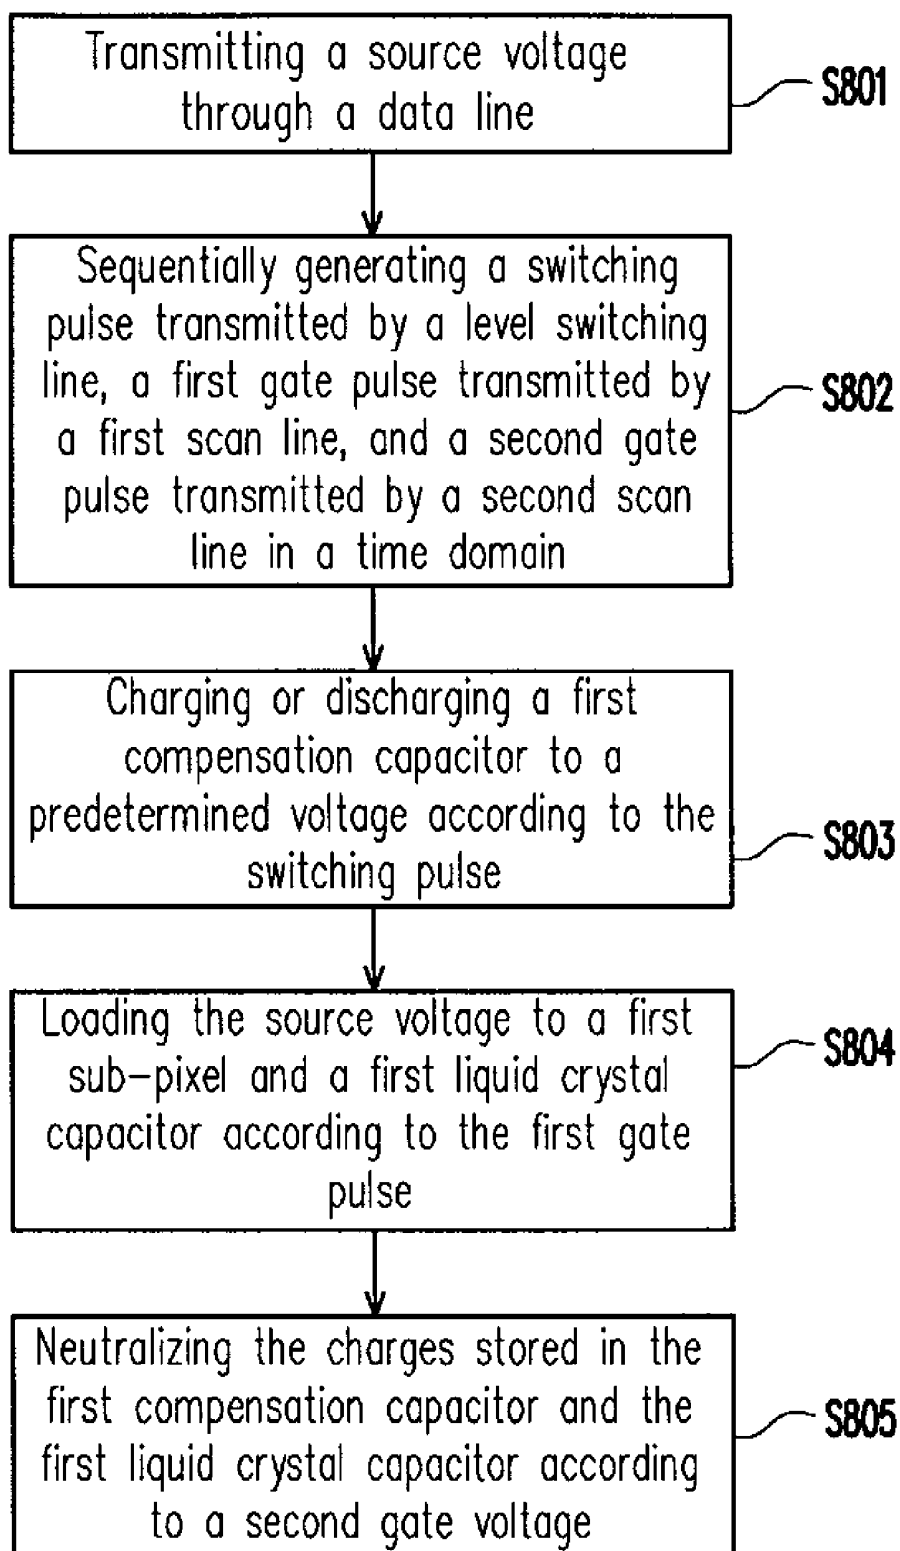 Transmitting a source voltage
through a data line
S801
Sequentially generating a switching
pulse transmitted by a level switching
line, a first gate pulse transmitted by
a first scan line, and a second gate
pulse transmitted by a second scan
line in a time domain
S802
Charging or discharging a first
compensation capacitor to a
predetermined voltage according to the
switching pulse
S803
Loading the source voltage to a first
sub-pixel and a first liquid crystal
capacitor according to the first gate
pulse
S804
Neutralizing the charges stored in the
first compensation capacitor and the
first liquid crystal capacitor according
to a second gate voltage
S805